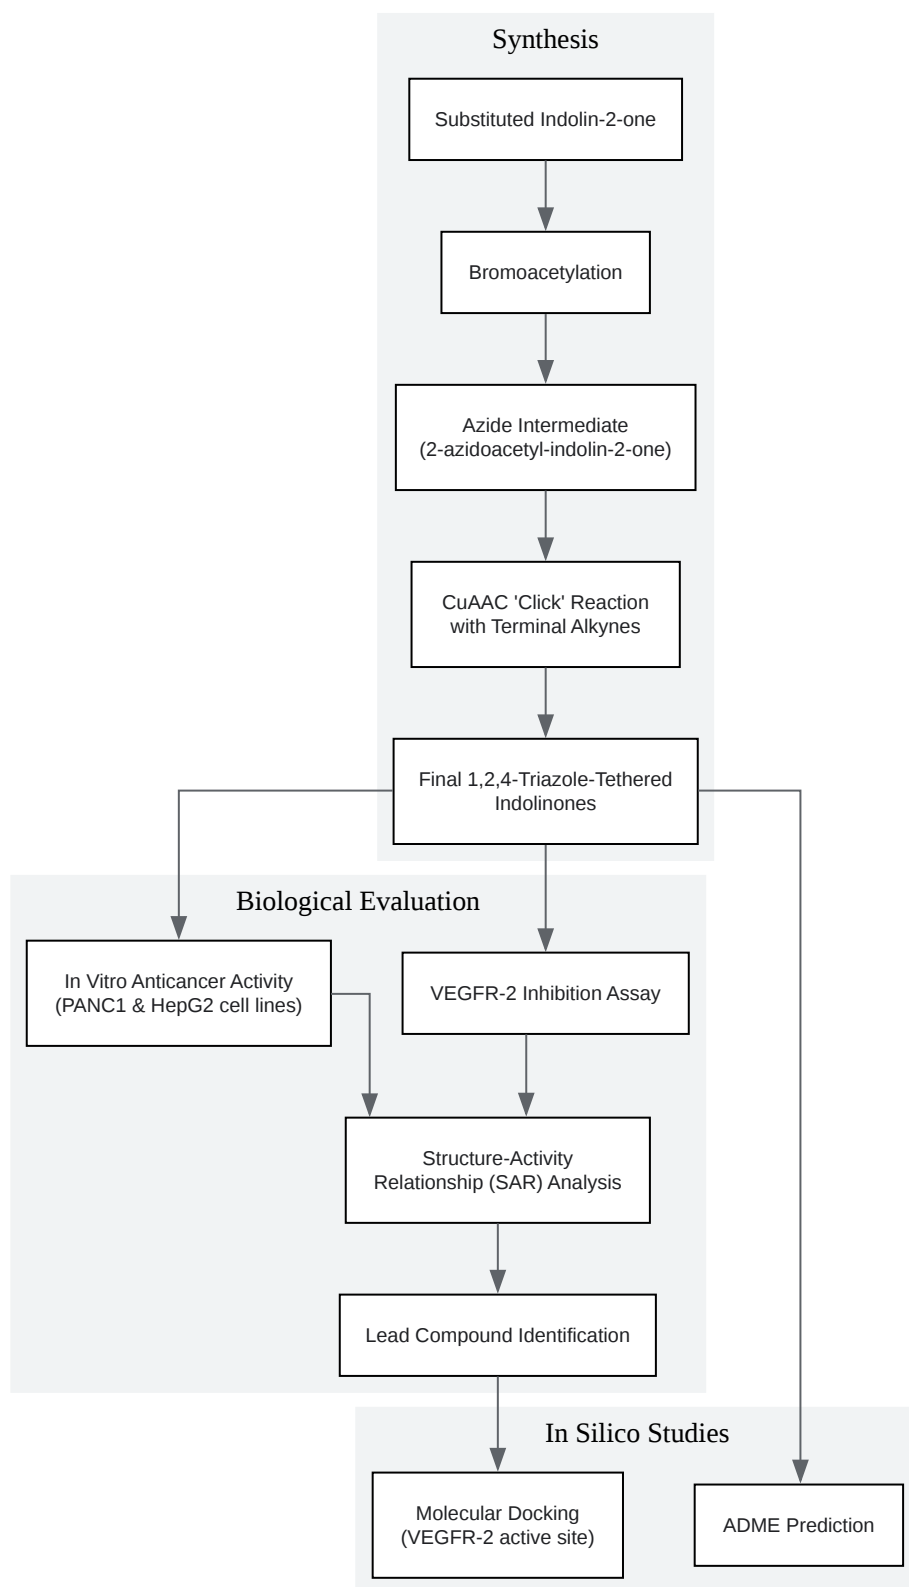 Synthesis
Substituted Indolin-2-one
Bromoacetylation
Azide Intermediate
(2-azidoacetyl-indolin-2-one)
CuAAC 'Click' Reaction
with Terminal Alkynes
Final 1,2,4-Triazole-Tethered
Indolinones
Biological Evaluation
In Vitro Anticancer Activity
(PANC1 & HepG2 cell lines)
VEGFR-2 Inhibition Assay
Structure-Activity
Relationship (SAR) Analysis
Lead Compound Identification
In Silico Studies
Molecular Docking
(VEGFR-2 active site)
ADME Prediction